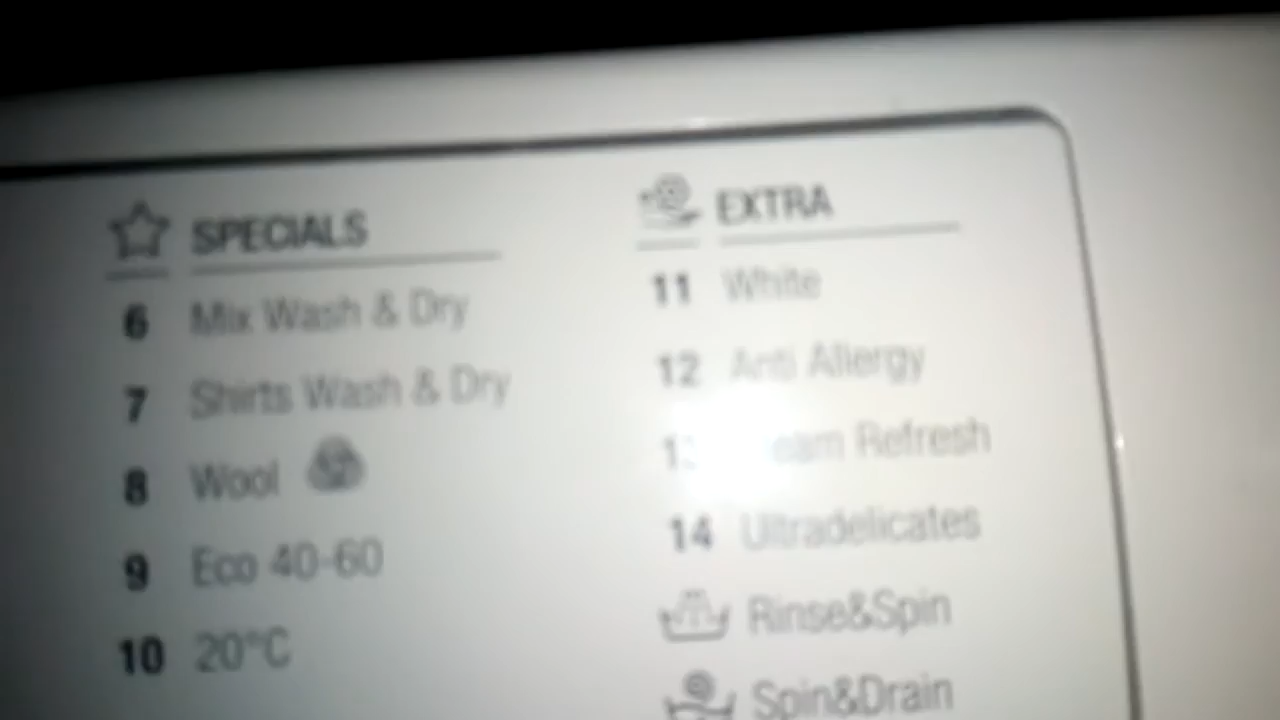 SPECIALS
6 Mix Wash & Dry
7 Shirts Wash & Dry
8 Wool
9 Eco 40-60
10 20°C
EXTRA
11 White
12 Anti Allergy
Refresh
14 Ultradelicates
Rinse&Spin
Spin&Drain